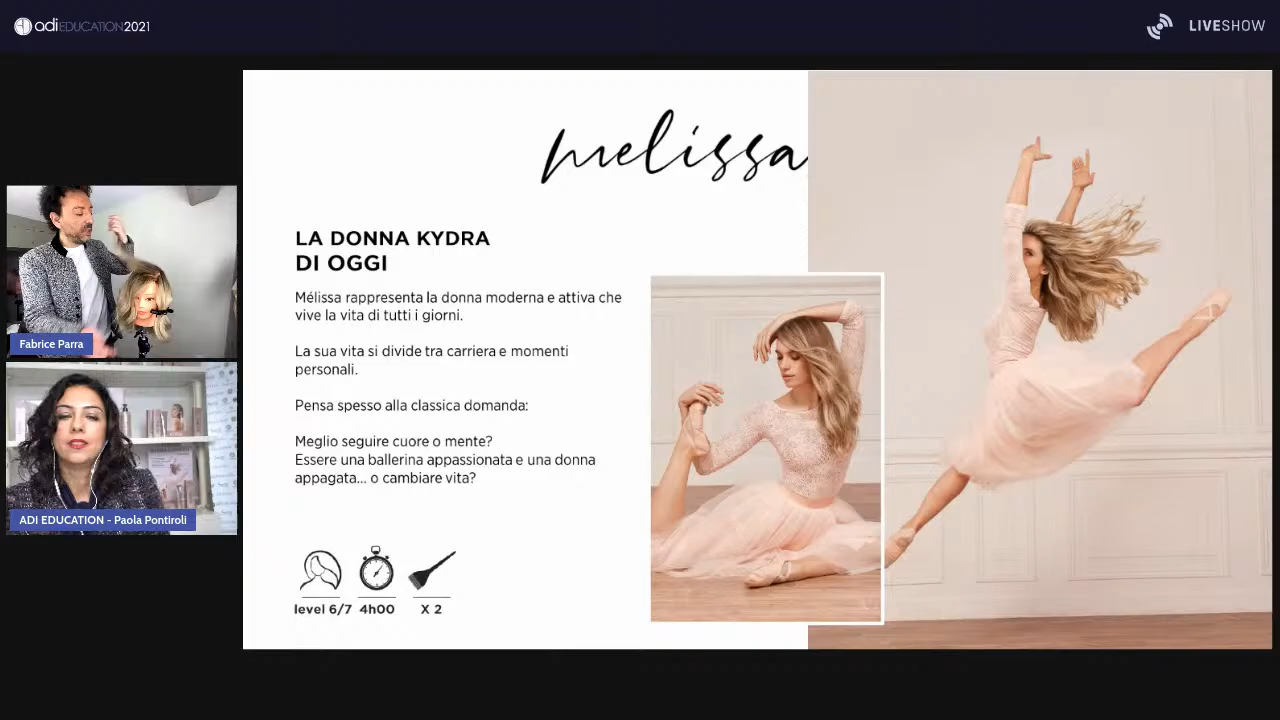 adiEDUCATION2021
LIVESHOW
melissa
LA DONNA KYDRA
DI OGGI
Mélissa rappresenta la donna moderna e attiva che
vive la vita di tutti i giorni.
La sua vita si divide tra carriera e momenti
personali.
Pensa spesso alla classica domanda:
Meglio seguire cuore o mente?
Essere una ballerina appassionata e una donna
appagata... o cambiare vita?
level 6/7 4h00 X 2
Fabrice Parra
ADI EDUCATION - Paola Pontiroli